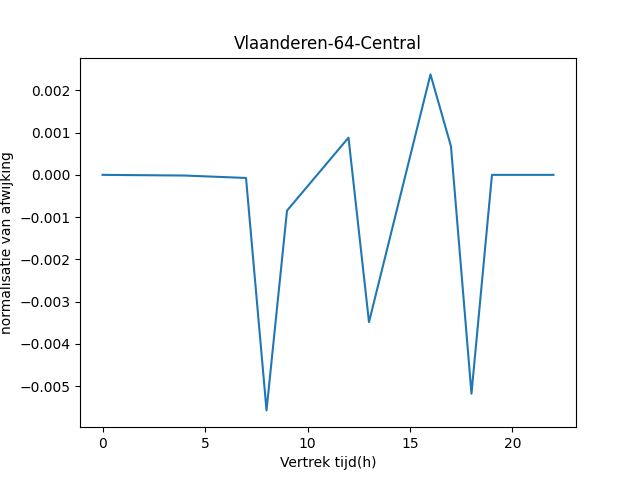 Vlaanderen-64-Central
normalisatie van afwijking
0.002
0.001
0.000
−0.001
−0.002
−0.003
−0.004
−0.005
0 5 10 15 20
Vertrek tijd(h)